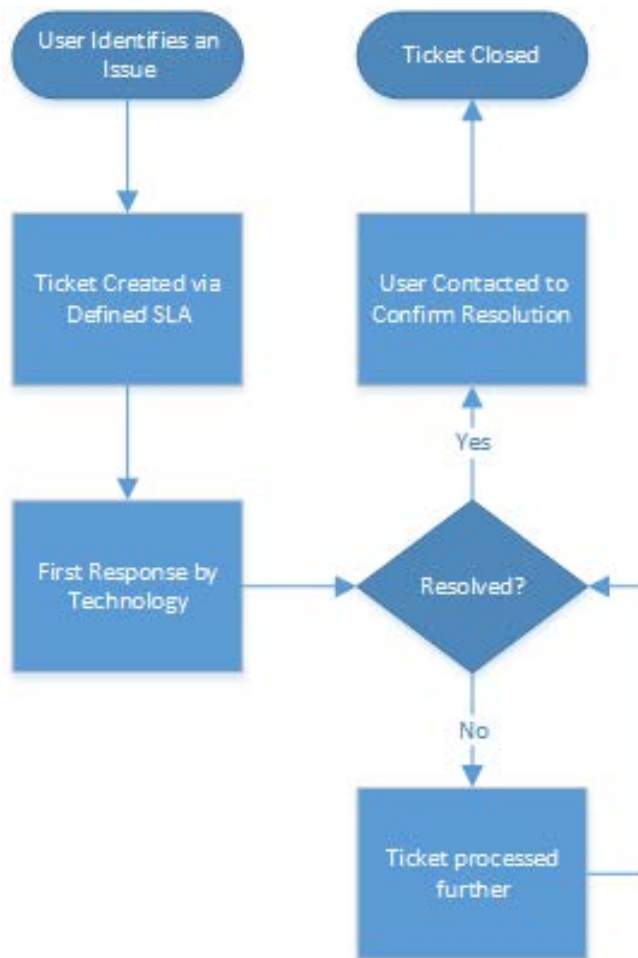 User Identifies an
Issue
Ticket Created via
Defined SLA
First Response by
Technology
Ticket Closed
User Contacted to
Confirm Resolution
Yes
Resolved?
No
Ticket processed
further